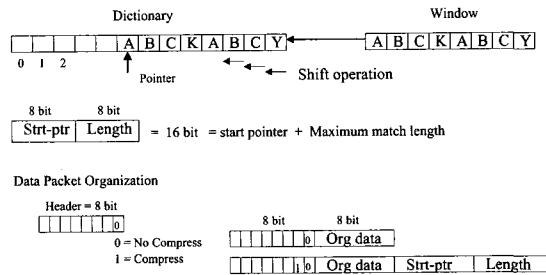 Dictionary Window
A B C K A B C Y A B C K A B C Y
0 1 2
Pointer Shift operation
8 bit 8 bit
Strt-ptr Length = 16 bit = start pointer + Maximum match length
Data Packet Organization
Header = 8 bit
0
0 = No Compress
1 = Compress
8 bit 8 bit
0 Org data
1 0 Org data Strt-ptr Length